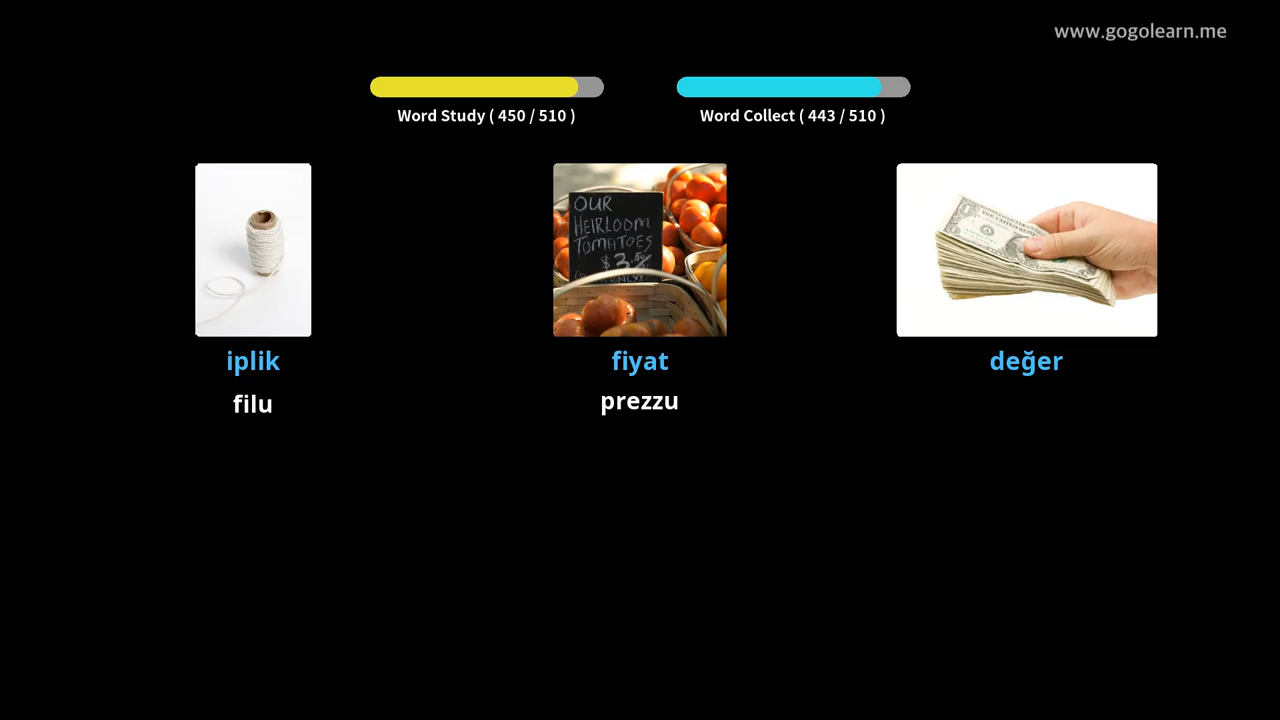 www.gogolearn.me
Word Study ( 450 / 510 )
Word Collect ( 443 / 510 )
OUR
HEIRLOOM
TOMATOES
iplik
fiyat
değer
filu
prezzu